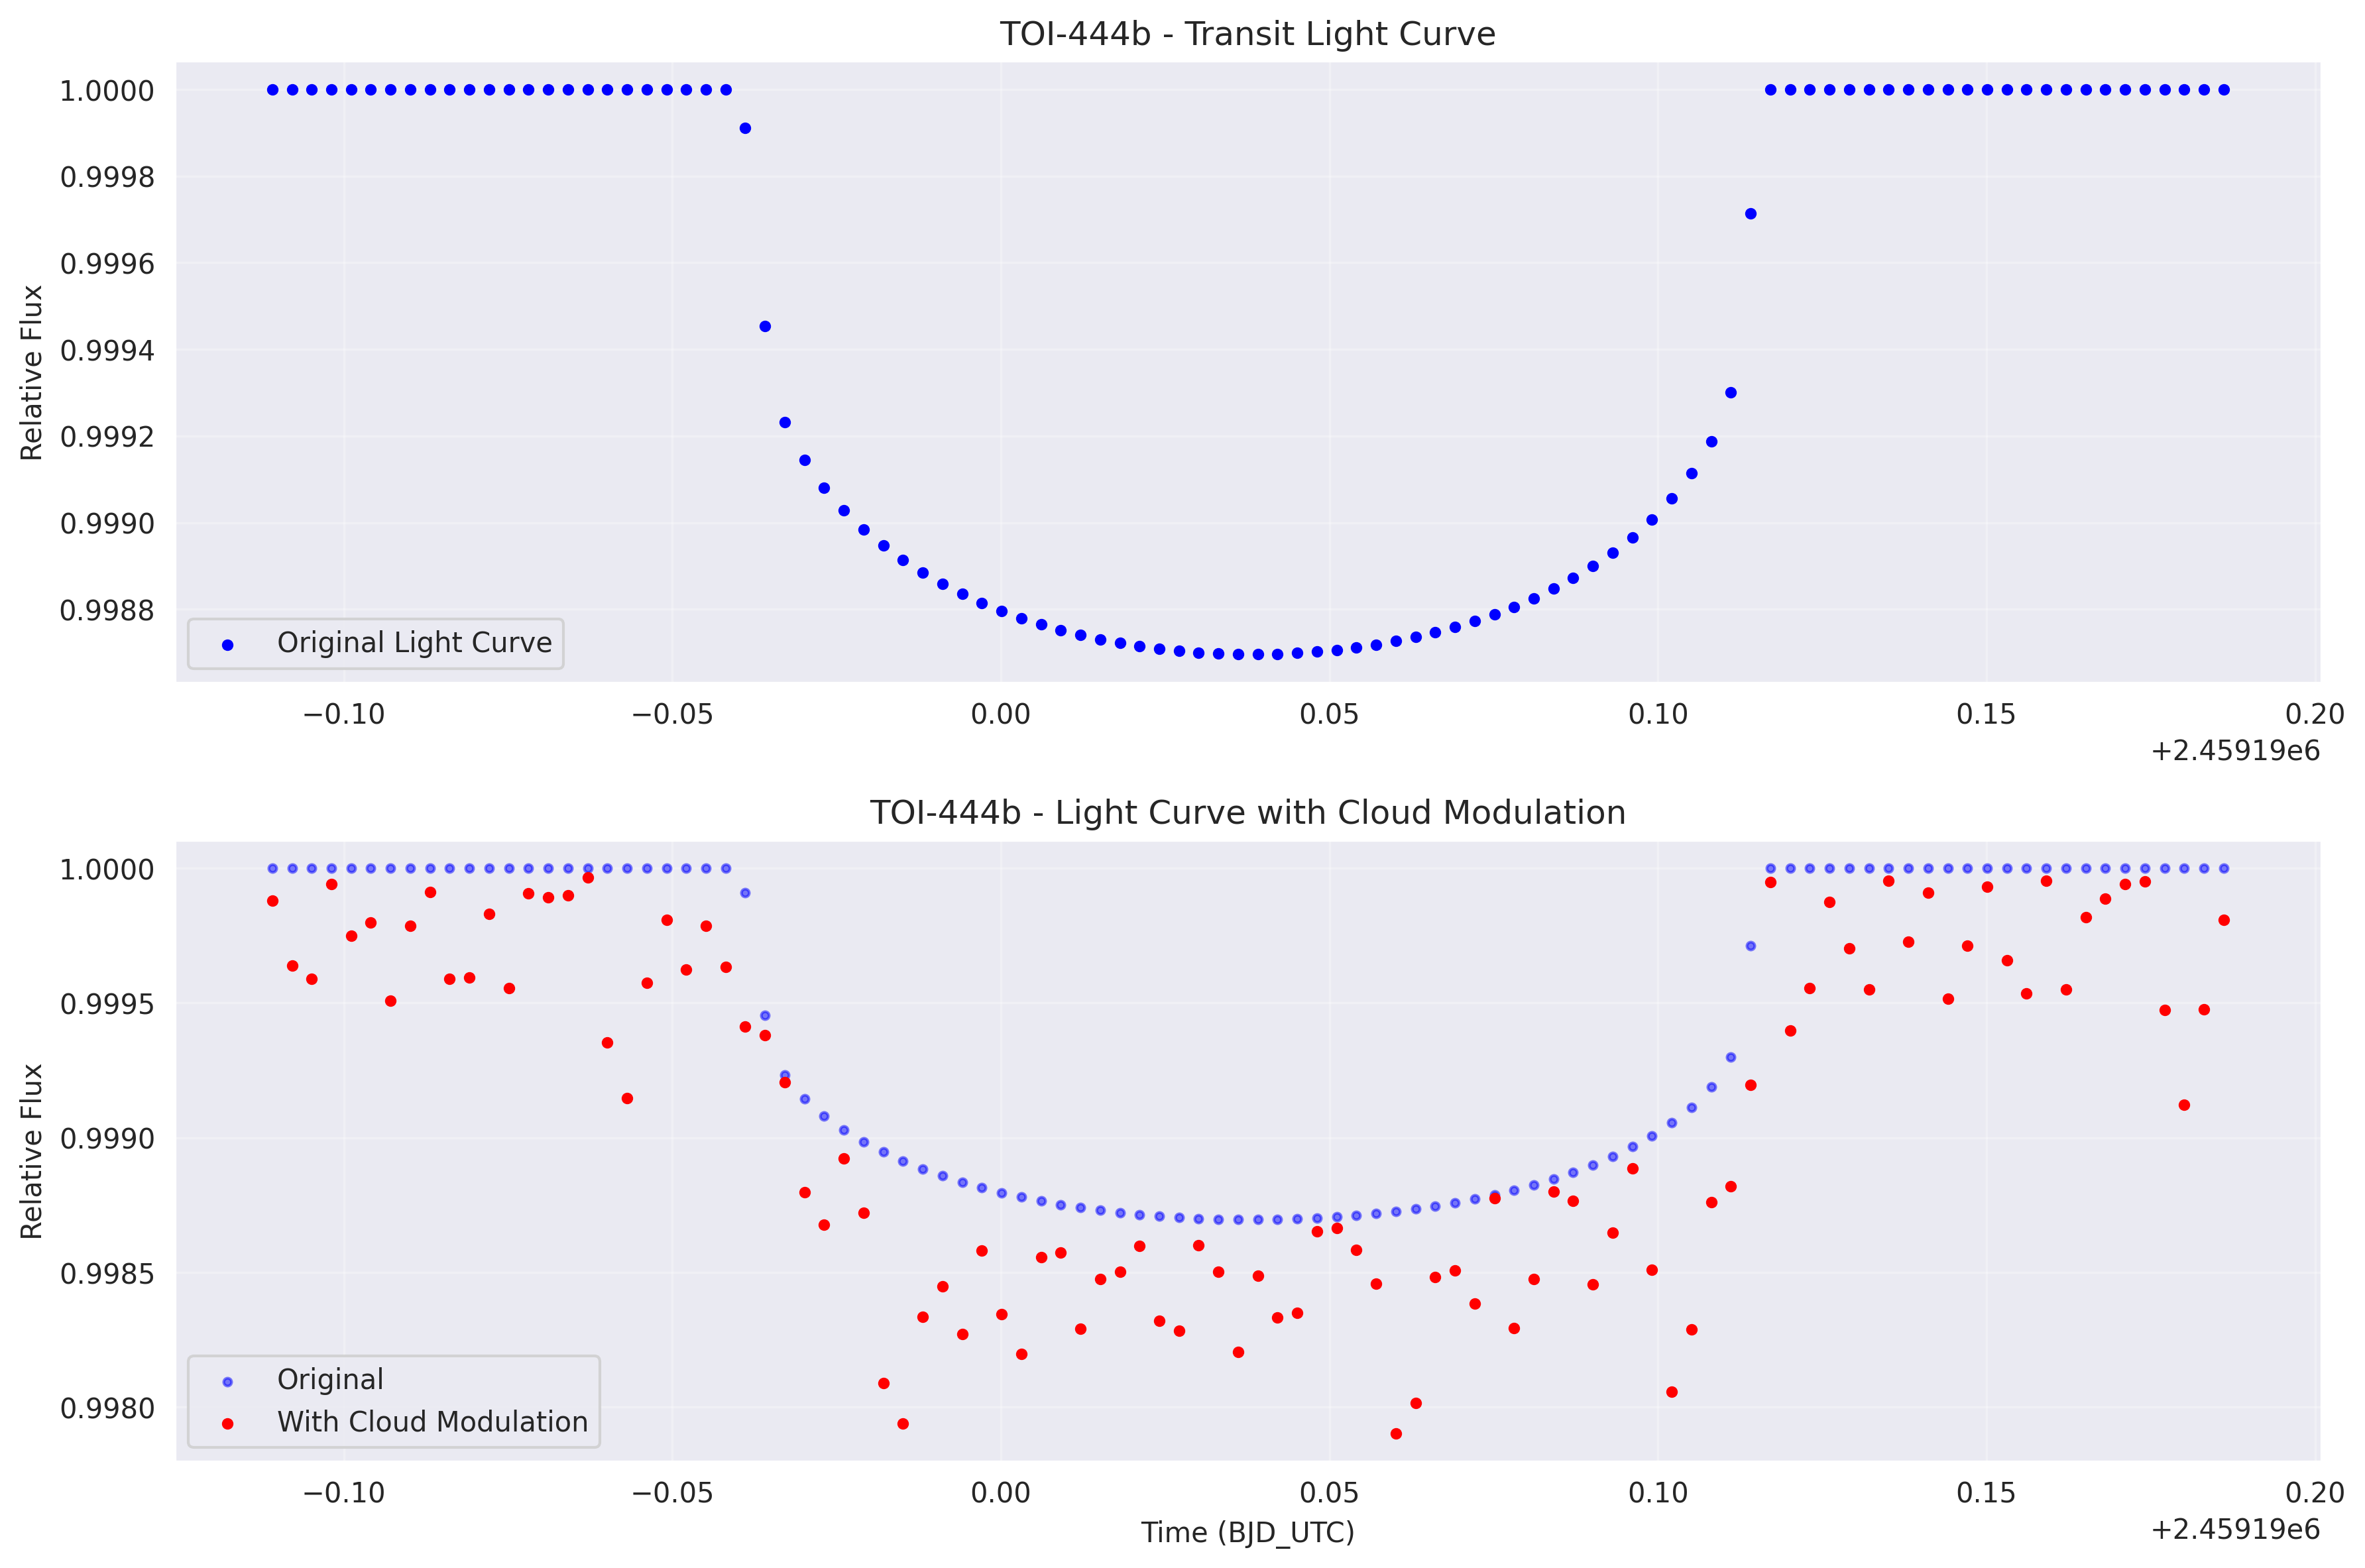 TOI-444b - Transit Light Curve
Relative Flux
1.0000
0.9998
0.9996
0.9994
0.9992
0.9990
0.9988
Original Light Curve
−0.10 −0.05 0.00 0.05 0.10 0.15 0.20
+2.45919e6
TOI-444b - Light Curve with Cloud Modulation
Relative Flux
1.0000
0.9995
0.9990
0.9985
0.9980
Original
With Cloud Modulation
−0.10 −0.05 0.00 0.05 0.10 0.15 0.20
Time (BJD_UTC)
+2.45919e6